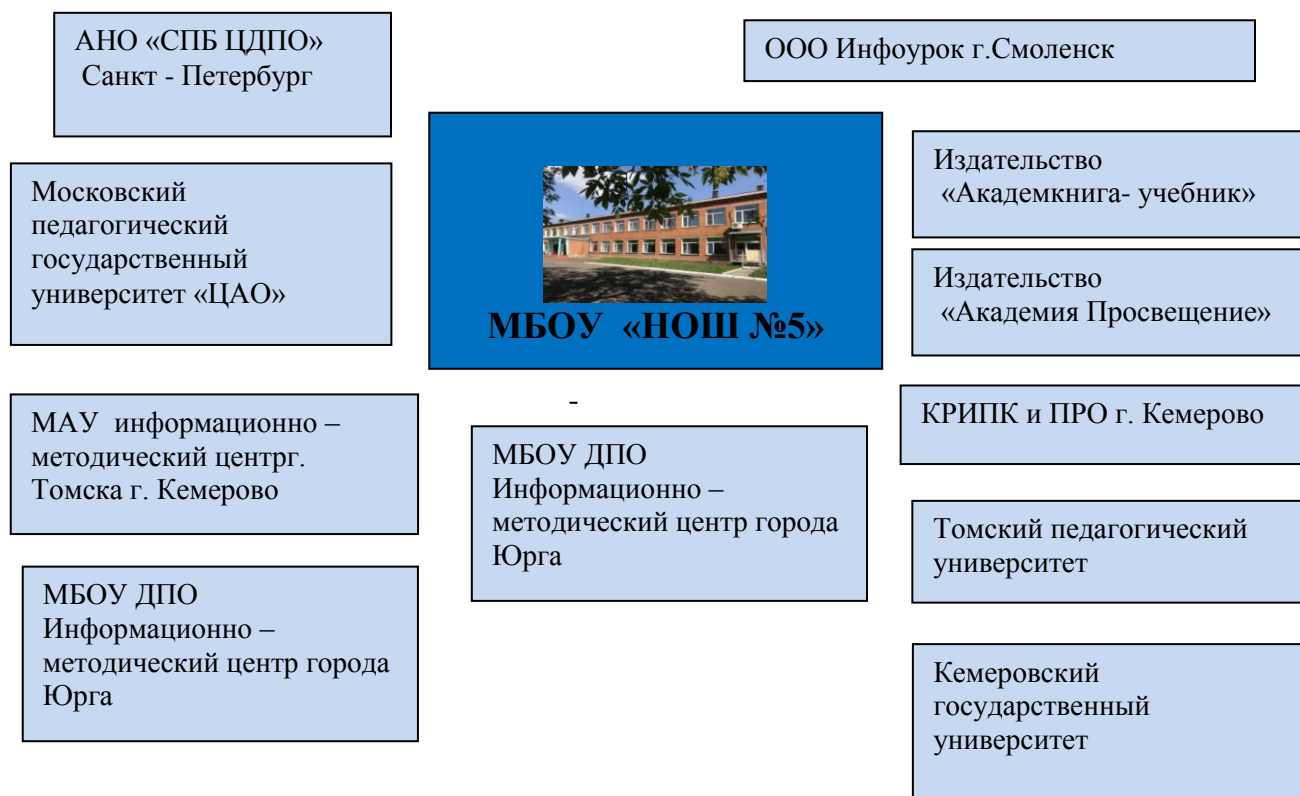 АНО «СПБ ЦДПО»
Санкт - Петербург
ООО Инфоурок г.Смоленск
Московский
педагогический
государственный
университет «ЦАО»
МБОУ «НОШ №5»
Издательство
«Академкнига- учебник»
Издательство
«Академия Просвещение»
-
МАУ информационно –
методический центрг.
Томска г. Кемерово
МБОУ ДПО
Информационно –
методический центр города
Юрга
КРИПК и ПРО г. Кемерово
Томский педагогический
университет
МБОУ ДПО
Информационно –
методический центр города
Юрга
Кемеровский
государственный
университет